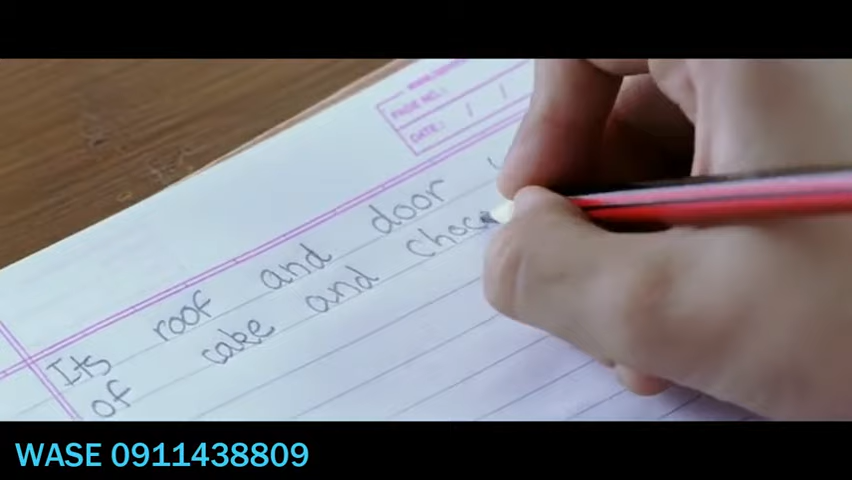 PAGE NO.:
DATE: / /
Its roof and door
of cake and choc
WASE 0911438809